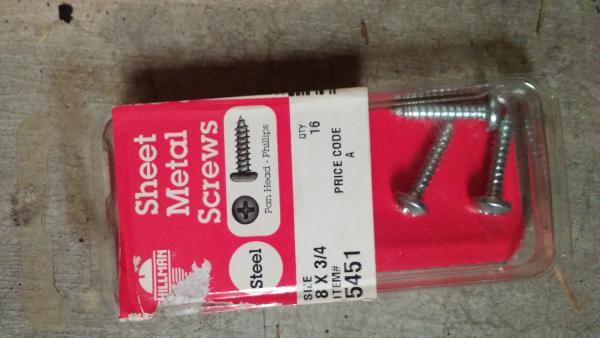 Sheet
Metal
Screws
Pan Head - Phillips
HILLMAN
Steel
QTY
16
PRICE CODE
A
SIZE
8 X 3/4
ITEM#
5451